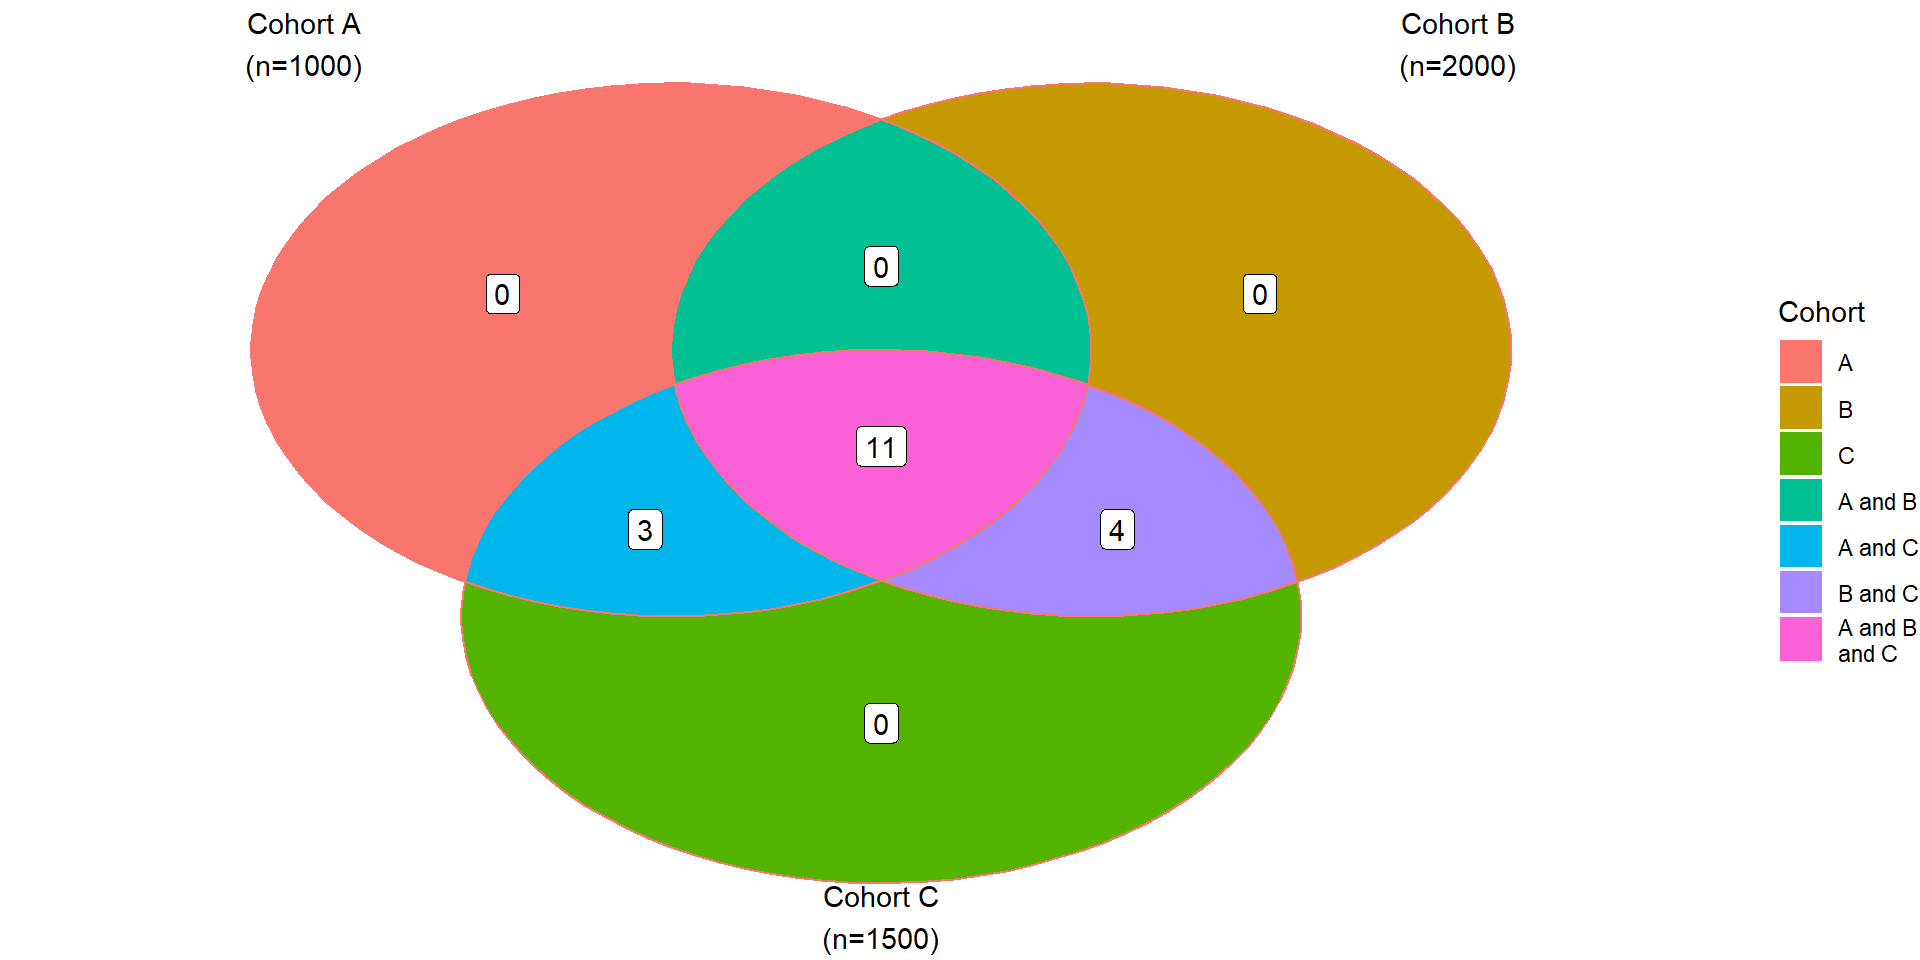 Cohort A
(n=1000)
Cohort B
(n=2000)
0
0
0
11
3
4
0
Cohort C
(n=1500)
Cohort
A
B
C
A and B
A and C
B and C
A and B
and C